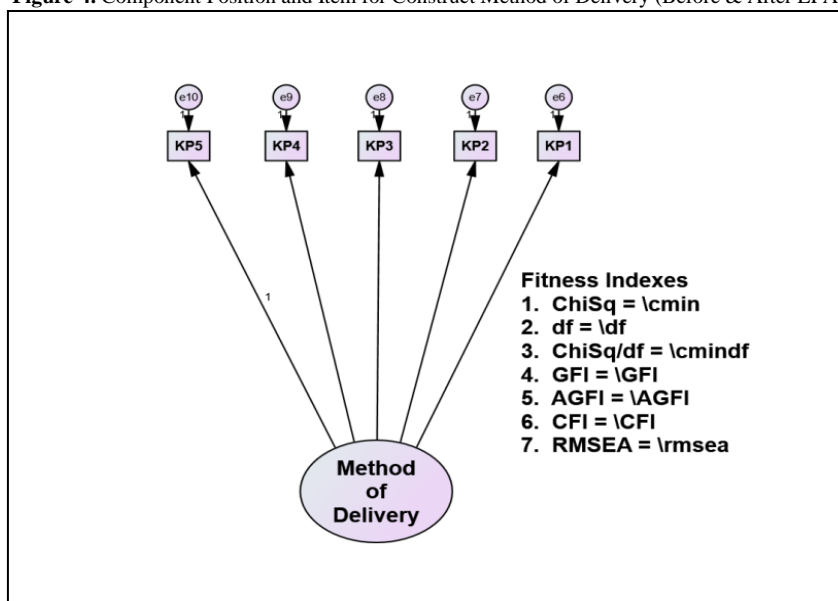 Figure 4. Component Position and Item for Construct Method of Delivery (Before & After EFA
e10 e9 e8 e7 e6
1 1 1 1 1
KP5 KP4 KP3 KP2 KP1
1
Fitness Indexes
1. ChiSq = \cmin
2. df = \df
3. ChiSq/df = \cmindf
4. GFI = \GFI
5. AGFI = \AGFI
6. CFI = \CFI
7. RMSEA = \rmsea
Method
of
Delivery